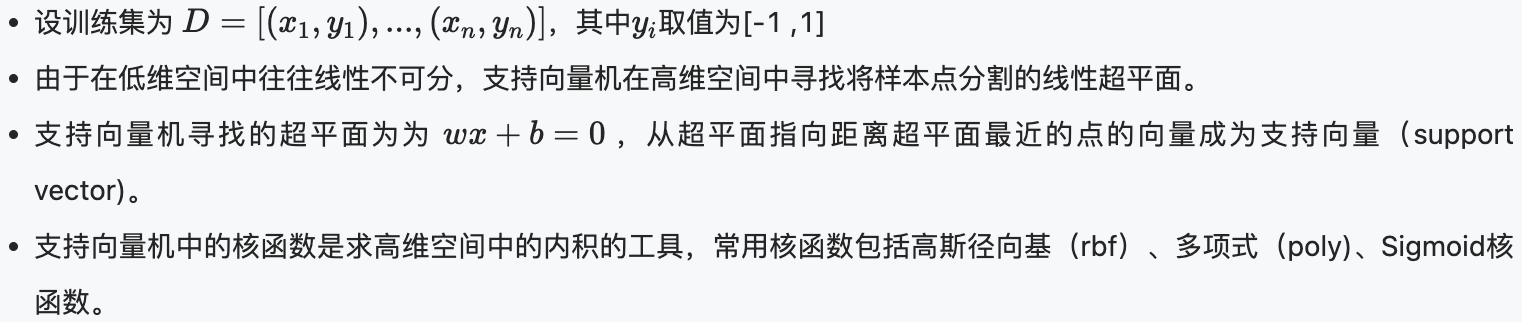 • 设训练集为 D = [(x₁, y₁), ..., (xₙ, yₙ)]，其中yᵢ取值为[-1 ,1]
• 由于在低维空间中往往线性不可分，支持向量机在高维空间中寻找将样本点分割的线性超平面。
• 支持向量机寻找的超平面为为 wx + b = 0 ，从超平面指向距离超平面最近的点的向量成为支持向量（support
vector)。
• 支持向量机中的核函数是求高维空间中的内积的工具，常用核函数包括高斯径向基（rbf）、多项式（poly)、Sigmoid核
函数。